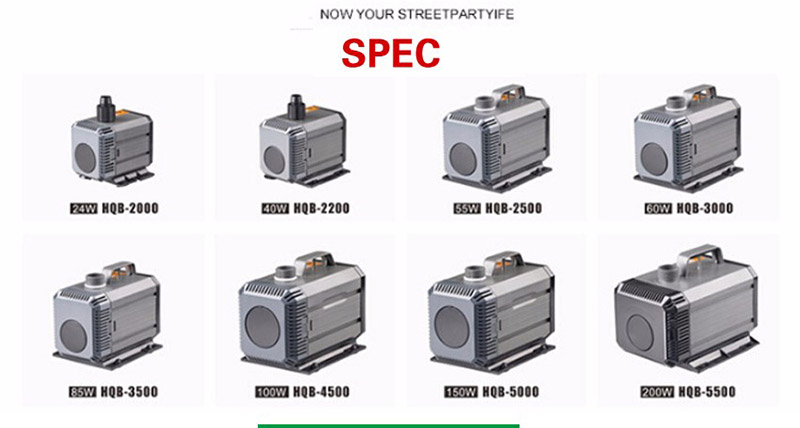 NOW YOUR STREETPARTYIFE
SPEC
24W HQB-2000
40W HQB-2200
55W HQB-2500
60W HQB-3000
85W HQB-3500
100W HQB-4500
150W HQB-5000
200W HQB-5500